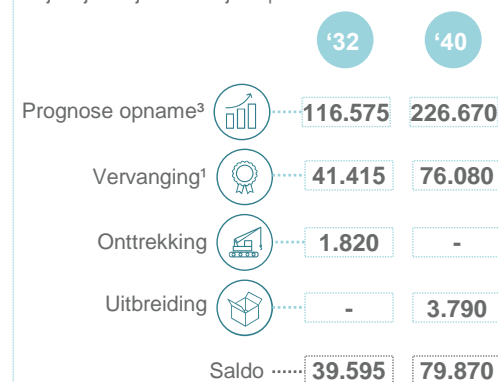 ‘32 ‘40
Prognose opname³ 116.575 226.670
Vervanging¹ 41.415 76.080
Onttrekking 1.820 -
Uitbreiding - 3.790
Saldo 39.595 79.870